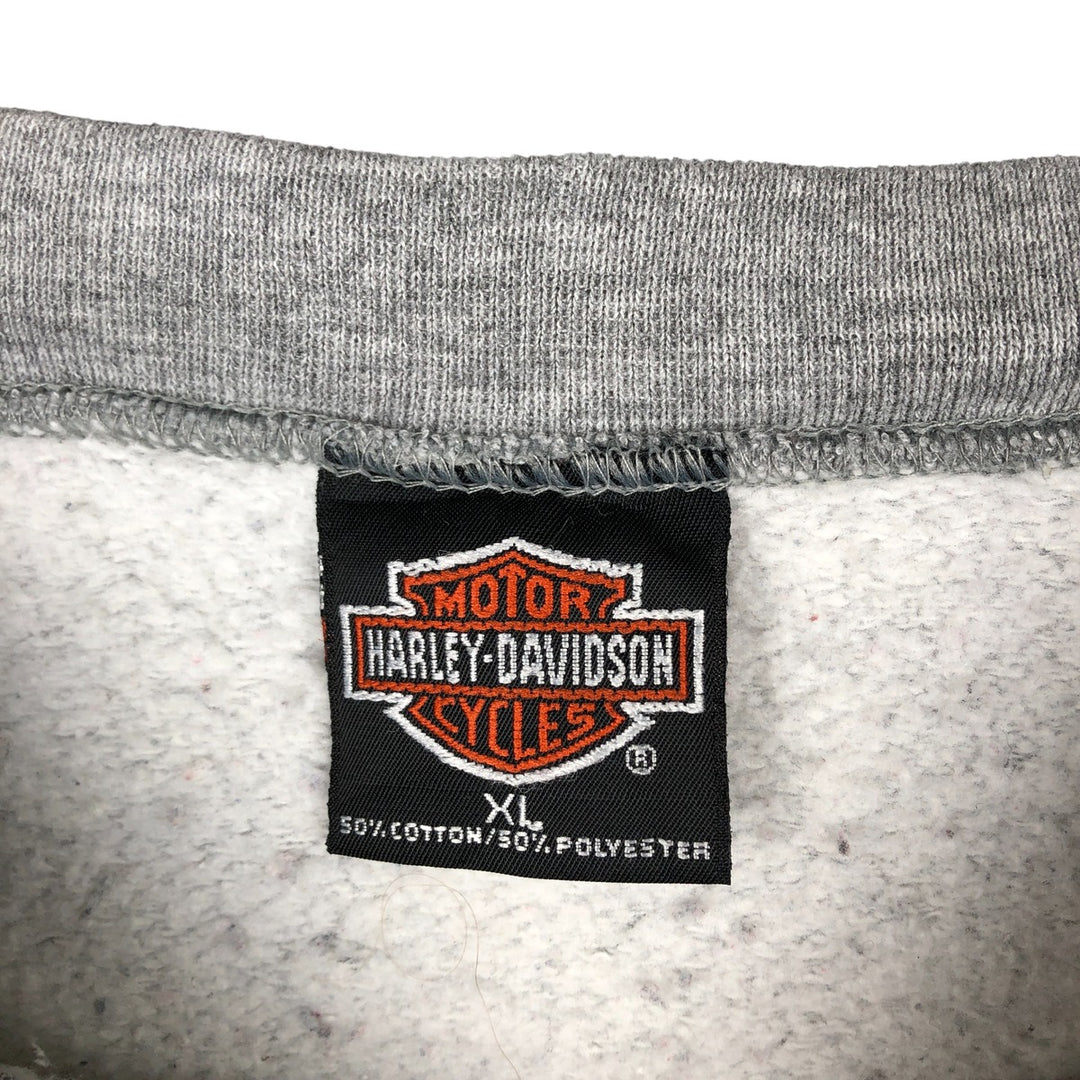 MOTOR
HARLEY-DAVIDSON
CYCLES
®
XL
50% COTTON/50% POLYESTER